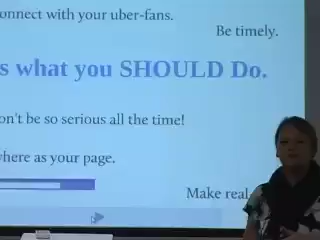 onnect with your uber-fans.
Be timely.
s what you SHOULD Do.
on't be so serious all the time!
where as your page.
Make real